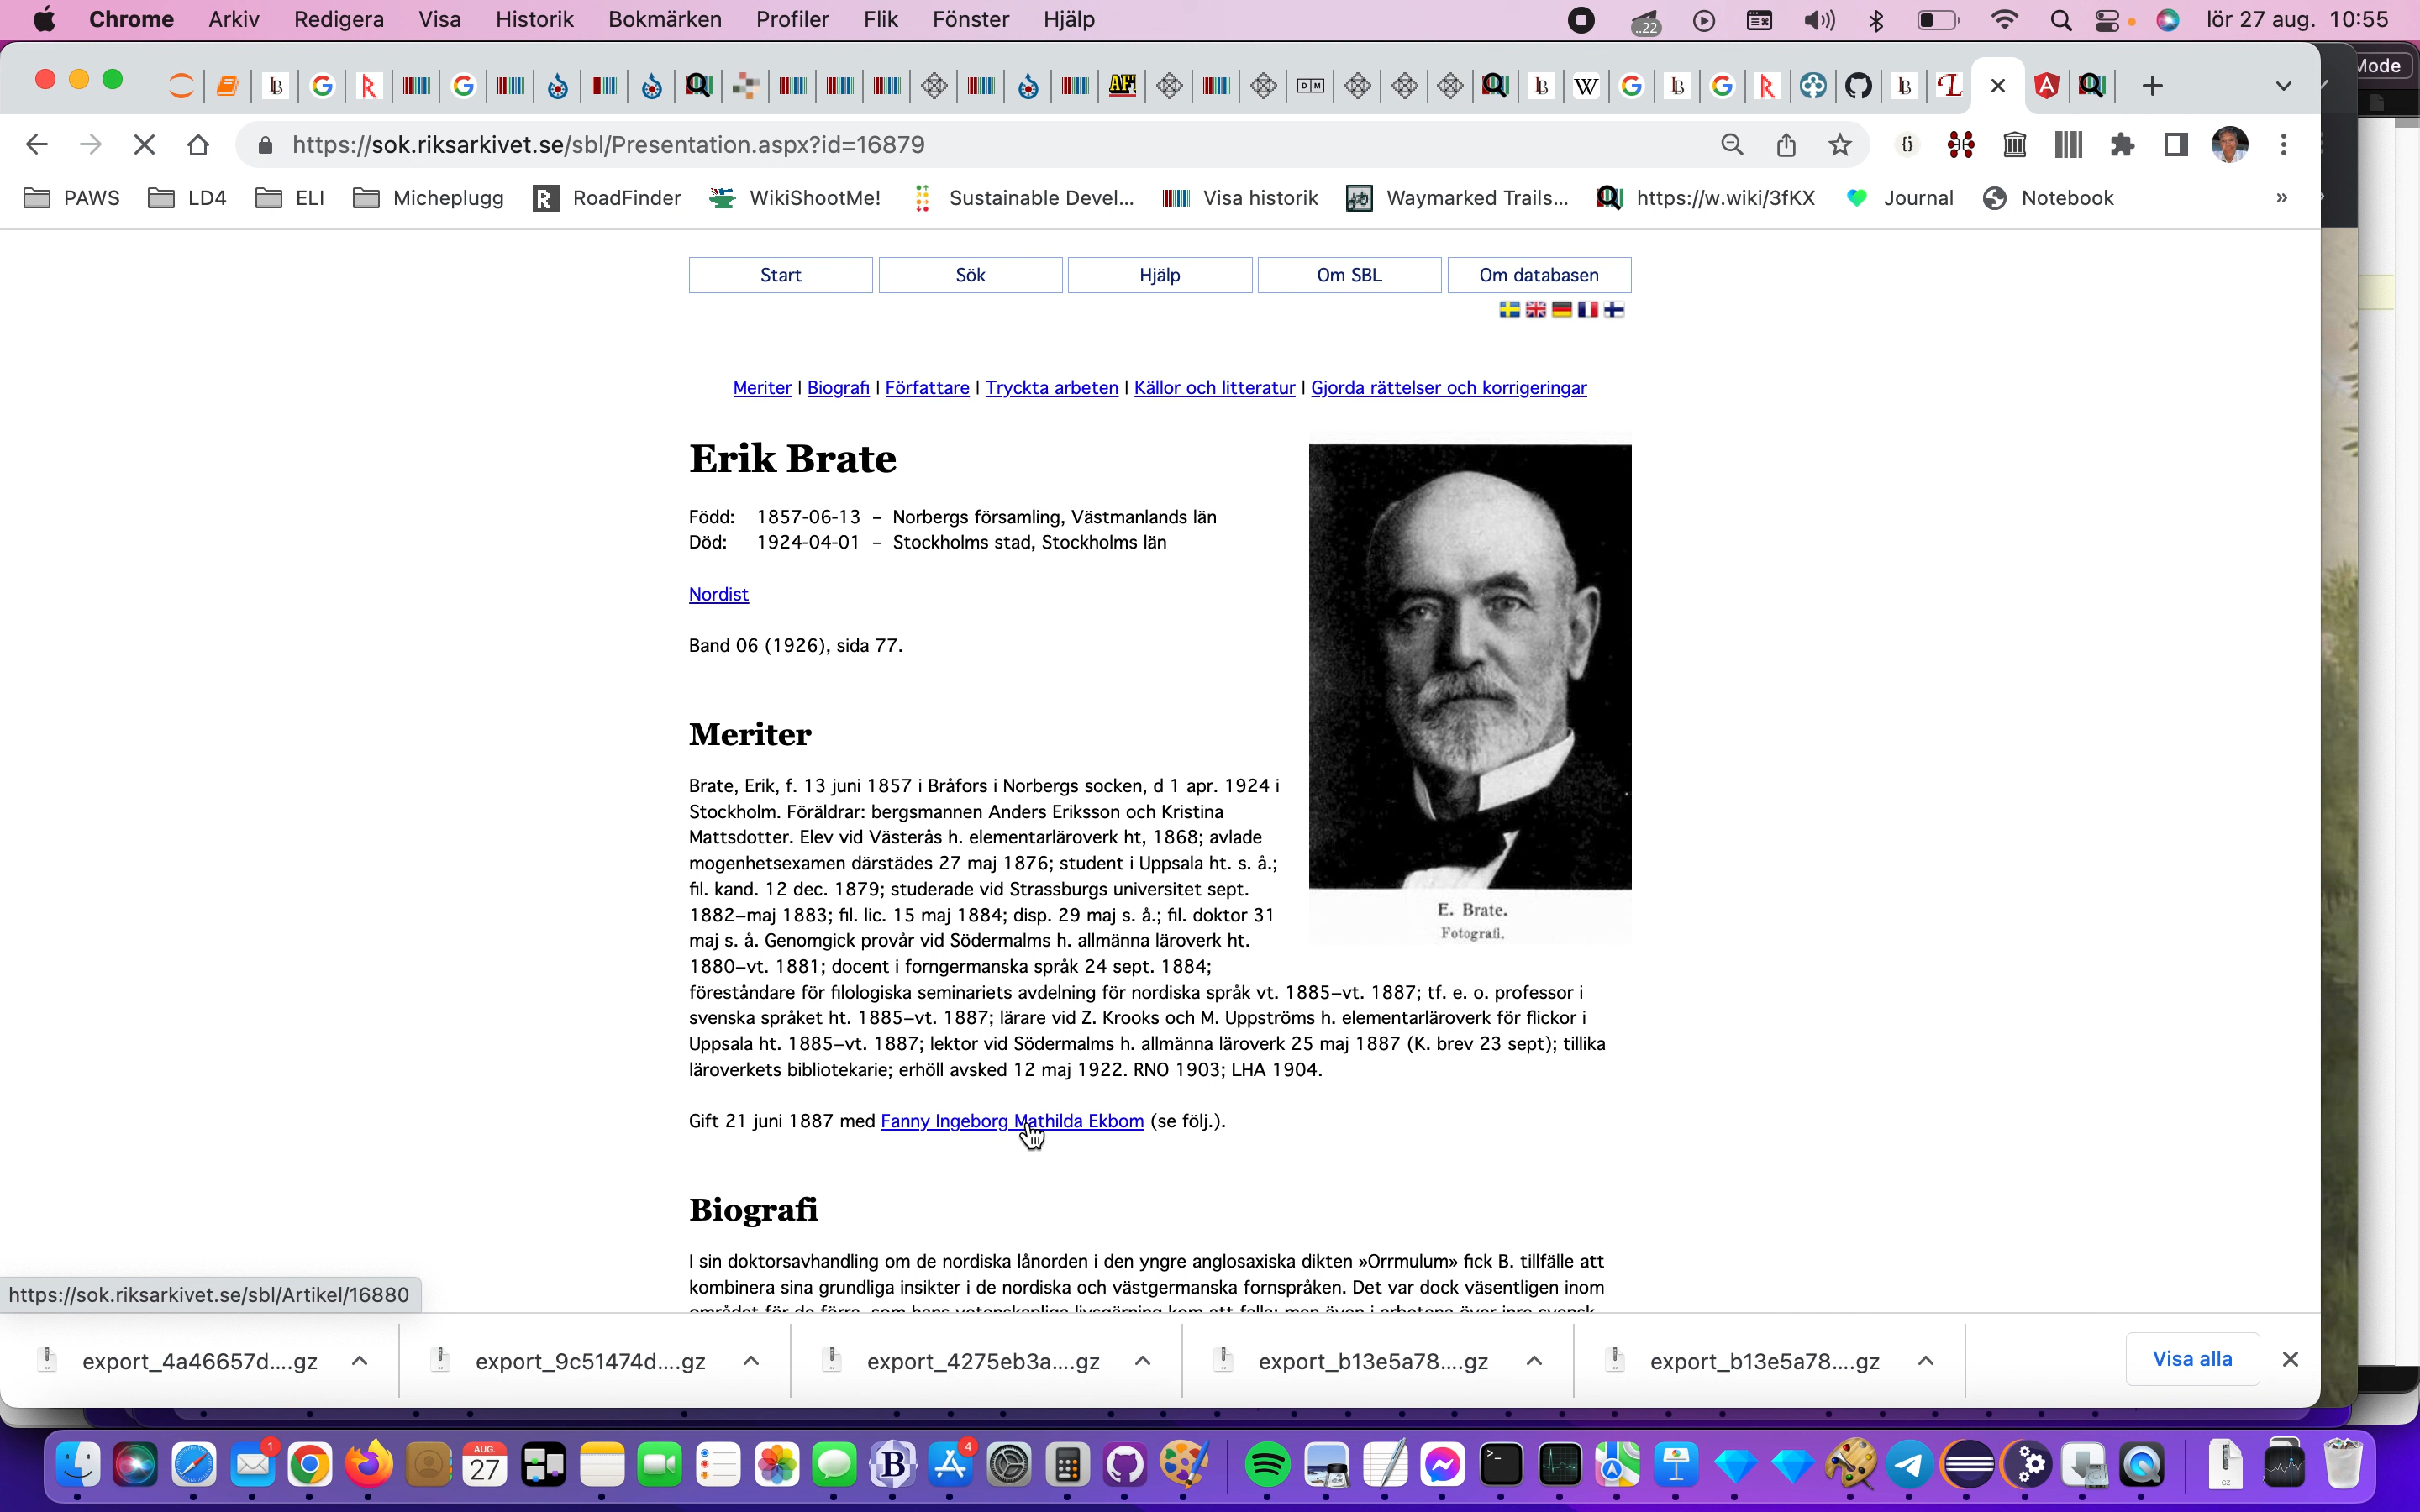 Chrome Arkiv Redigera Visa Historik Bokmärken Profiler Flik Fönster Hjälp ..22 lör 27 aug. 10:55
Mode
https://sok.riksarkivet.se/sbl/Presentation.aspx?id=16879
PAWS LD4 ELI Micheplugg RoadFinder WikiShootMe! Sustainable Devel... Visa historik Waymarked Trails... https://w.wiki/3fKX Journal Notebook »
Start Sök Hjälp Om SBL Om databasen
Meriter | Biografi | Författare | Tryckta arbeten | Källor och litteratur | Gjorda rättelser och korrigeringar
Erik Brate
Född: 1857-06-13 – Norbergs församling, Västmanlands län
Död: 1924-04-01 – Stockholms stad, Stockholms län
Nordist
Band 06 (1926), sida 77.
Meriter
Brate, Erik, f. 13 juni 1857 i Bråfors i Norbergs socken, d 1 apr. 1924 i
Stockholm. Föräldrar: bergsmannen Anders Eriksson och Kristina
Mattsdotter. Elev vid Västerås h. elementarläroverk ht, 1868; avlade
mogenhetsexamen därstädes 27 maj 1876; student i Uppsala ht. s. å.;
fil. kand. 12 dec. 1879; studerade vid Strassburgs universitet sept.
1882–maj 1883; fil. lic. 15 maj 1884; disp. 29 maj s. å.; fil. doktor 31
maj s. å. Genomgick provår vid Södermalms h. allmänna läroverk ht.
1880–vt. 1881; docent i forngermanska språk 24 sept. 1884;
föreståndare för filologiska seminariets avdelning för nordiska språk vt. 1885–vt. 1887; tf. e. o. professor i
svenska språket ht. 1885–vt. 1887; lärare vid Z. Krooks och M. Uppströms h. elementarläroverk för flickor i
Uppsala ht. 1885–vt. 1887; lektor vid Södermalms h. allmänna läroverk 25 maj 1887 (K. brev 23 sept); tillika
läroverkets bibliotekarie; erhöll avsked 12 maj 1922. RNO 1903; LHA 1904.
E. Brate.
Fotografi.
Gift 21 juni 1887 med Fanny Ingeborg Mathilda Ekbom (se följ.).
Biografi
I sin doktorsavhandling om de nordiska lånorden i den yngre anglosaxiska dikten »Orrmulum» fick B. tillfälle att
kombinera sina grundliga insikter i de nordiska och västgermanska fornspråken. Det var dock väsentligen inom
https://sok.riksarkivet.se/sbl/Artikel/16880
export_4a46657d....gz export_9c51474d....gz export_4275eb3a....gz export_b13e5a78....gz export_b13e5a78....gz Visa alla
1 AUG. 27 4